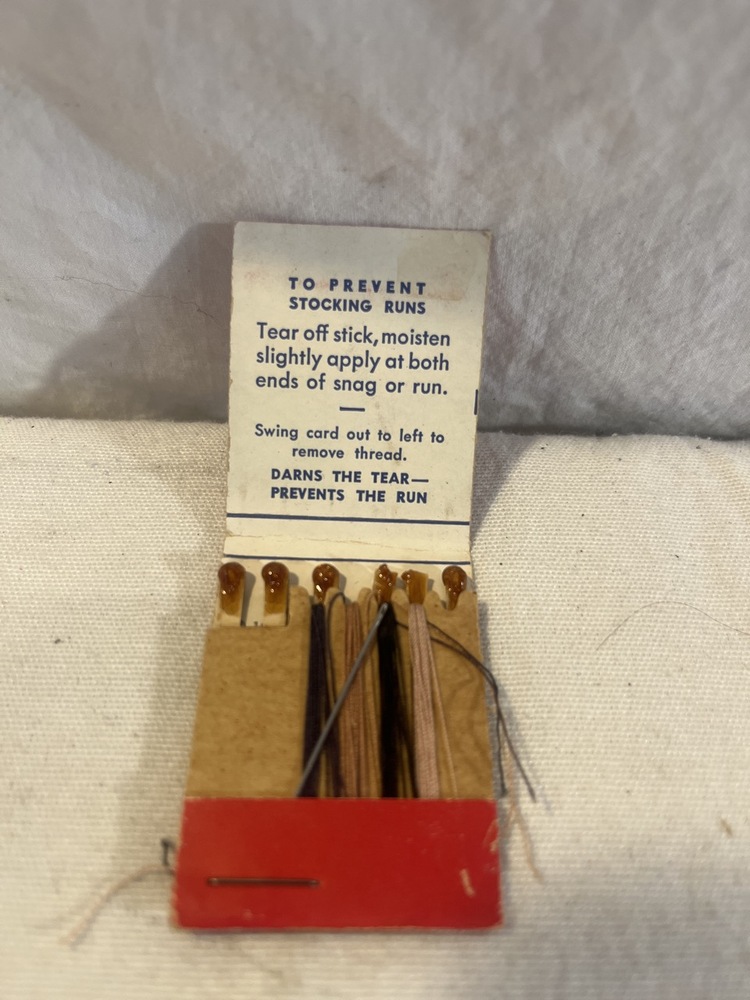 TO PREVENT
STOCKING RUNS
Tear off stick, moisten
slightly apply at both
ends of snag or run.
—
Swing card out to left to
remove thread.
DARNS THE TEAR—
PREVENTS THE RUN